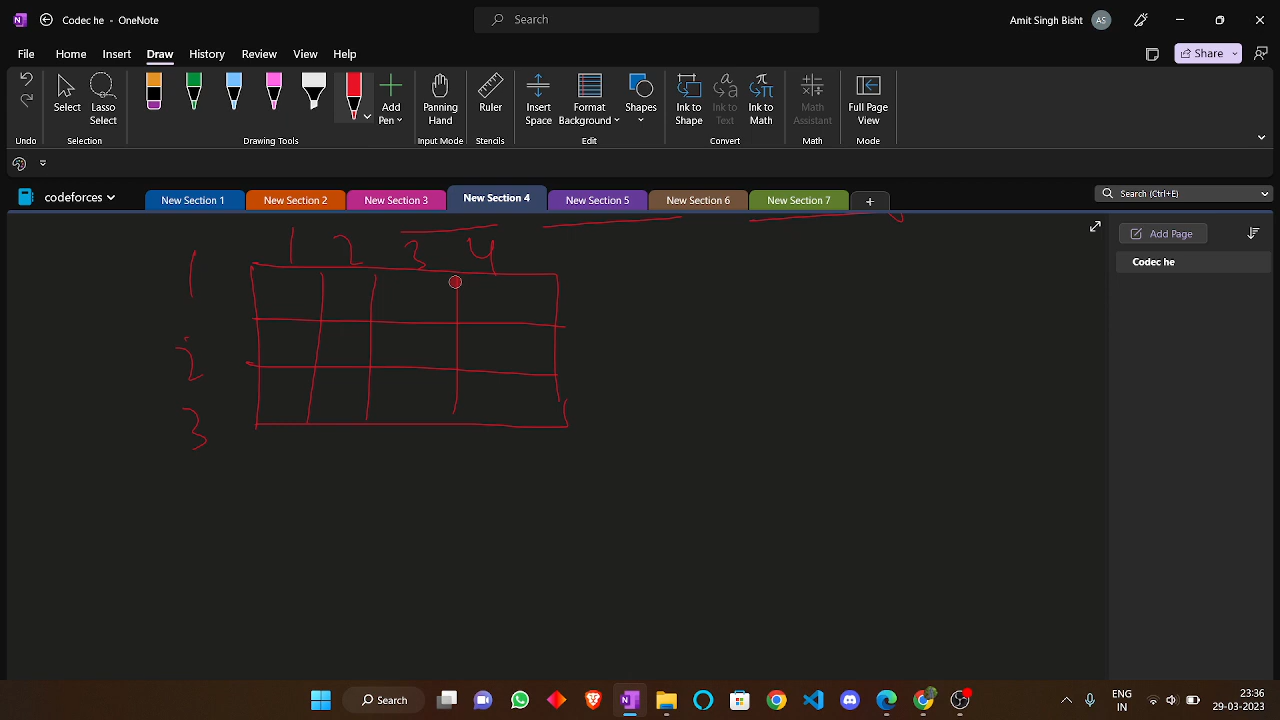 Codec he - OneNote
Search
Amit Singh Bisht AS
File Home Insert Draw History Review View Help
Share
Undo
Select
Lasso Select
Selection
Drawing Tools
Add Pen
Panning Hand
Input Mode
Ruler
Stencils
Insert Space
Format Background
Shapes
Edit
Ink to Shape
Ink to Text
Ink to Math
Convert
Math Assistant
Math
Full Page View
Mode
codeforces
New Section 1 New Section 2 New Section 3 New Section 4 New Section 5 New Section 6 New Section 7 +
Search (Ctrl+E)
Add Page
Codec he
1 2 3 4
1
2
3
Search
ENG IN
23:36
29-03-2023